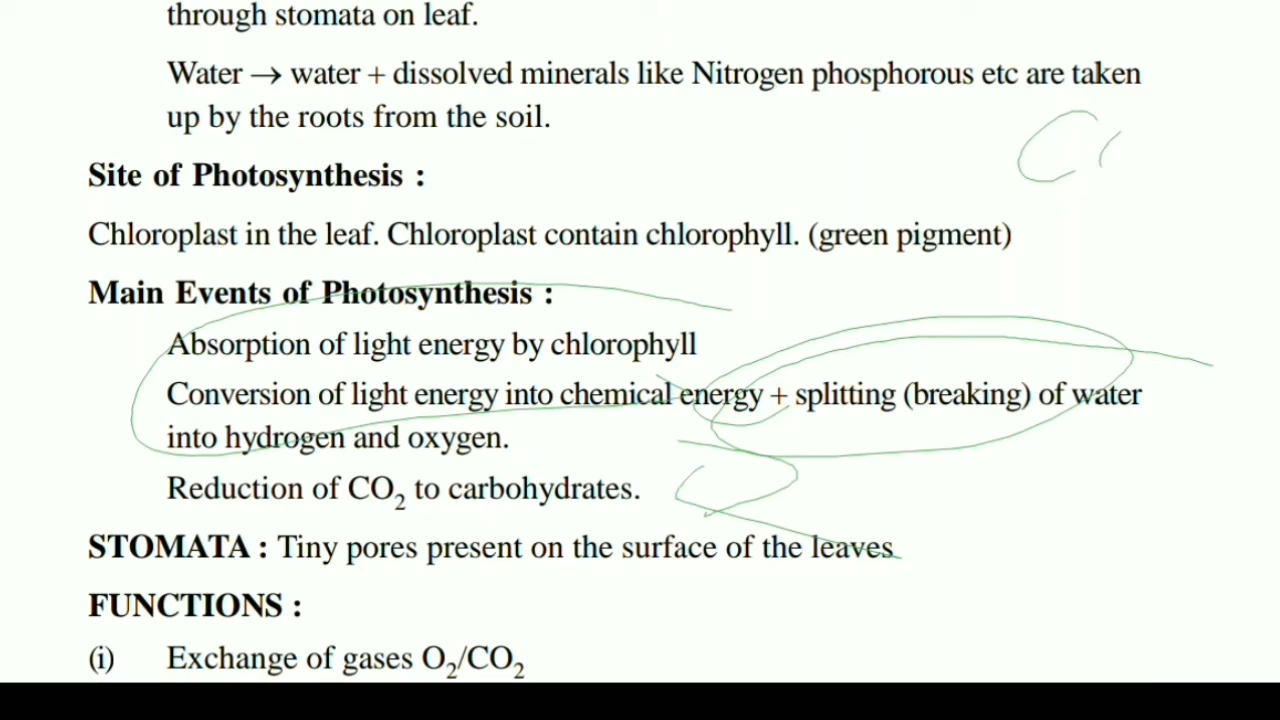 through stomata on leaf.
Water → water + dissolved minerals like Nitrogen phosphorous etc are taken
up by the roots from the soil.
Site of Photosynthesis :
Chloroplast in the leaf. Chloroplast contain chlorophyll. (green pigment)
Main Events of Photosynthesis :
Absorption of light energy by chlorophyll
Conversion of light energy into chemical energy + splitting (breaking) of water
into hydrogen and oxygen.
Reduction of CO₂ to carbohydrates.
STOMATA : Tiny pores present on the surface of the leaves
FUNCTIONS :
(i) Exchange of gases O₂/CO₂